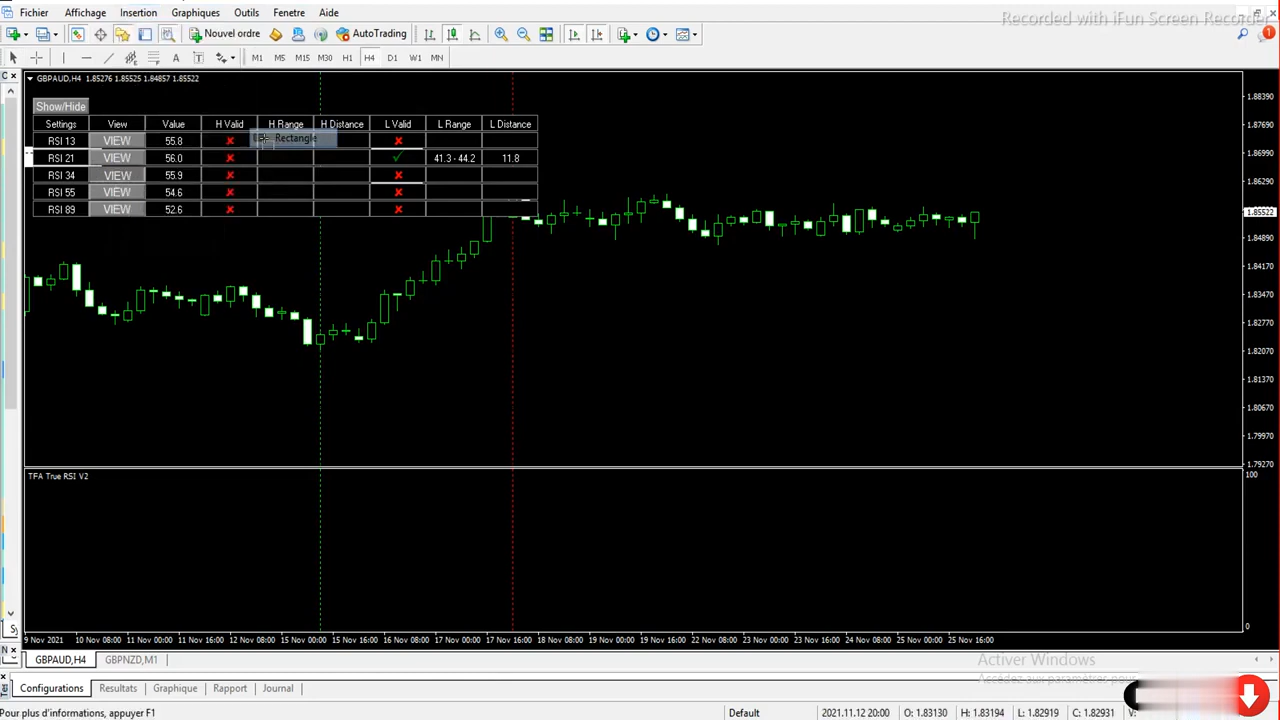 Fichier Affichage Insertion Graphiques Outils Fenetre Aide
Recorded with iFun Screen Recorder
Nouvel ordre AutoTrading
1
M1 M5 M15 M30 H1 H4 D1 W1 MN
GBPAUD,H4 1.85276 1.85525 1.84857 1.85522
Show/Hide
Settings View Value H Valid H Range H Distance L Valid L Range L Distance
RSI 13 VIEW 55.8 Rectangle
RSI 21 VIEW 56.0 41.3 - 44.2 11.8
RSI 34 VIEW 55.9
RSI 55 VIEW 54.6
RSI 89 VIEW 52.6
1.88390
1.87690
1.87270
1.86990
1.86290
1.85522
1.84890
1.84170
1.83470
1.82770
1.82070
1.81370
1.80670
1.79970
1.79270
TFA True RSI V2
100
0
9 Nov 2021 10 Nov 08:00 11 Nov 00:00 11 Nov 16:00 12 Nov 08:00 15 Nov 00:00 15 Nov 16:00 16 Nov 08:00 17 Nov 00:00 17 Nov 16:00 18 Nov 08:00 19 Nov 00:00 19 Nov 16:00 22 Nov 08:00 23 Nov 00:00 23 Nov 16:00 24 Nov 08:00 25 Nov 00:00 25 Nov 16:00
GBPAUD,H4 GBPNZD,M1
Activer Windows
Accédez aux paramètres pour
Configurations Resultats Graphique Rapport Journal
Pour plus d'informations, appuyer F1 Default 2021.11.12 20:00 O: 1.83130 H: 1.83194 L: 1.82919 C: 1.82931 V: